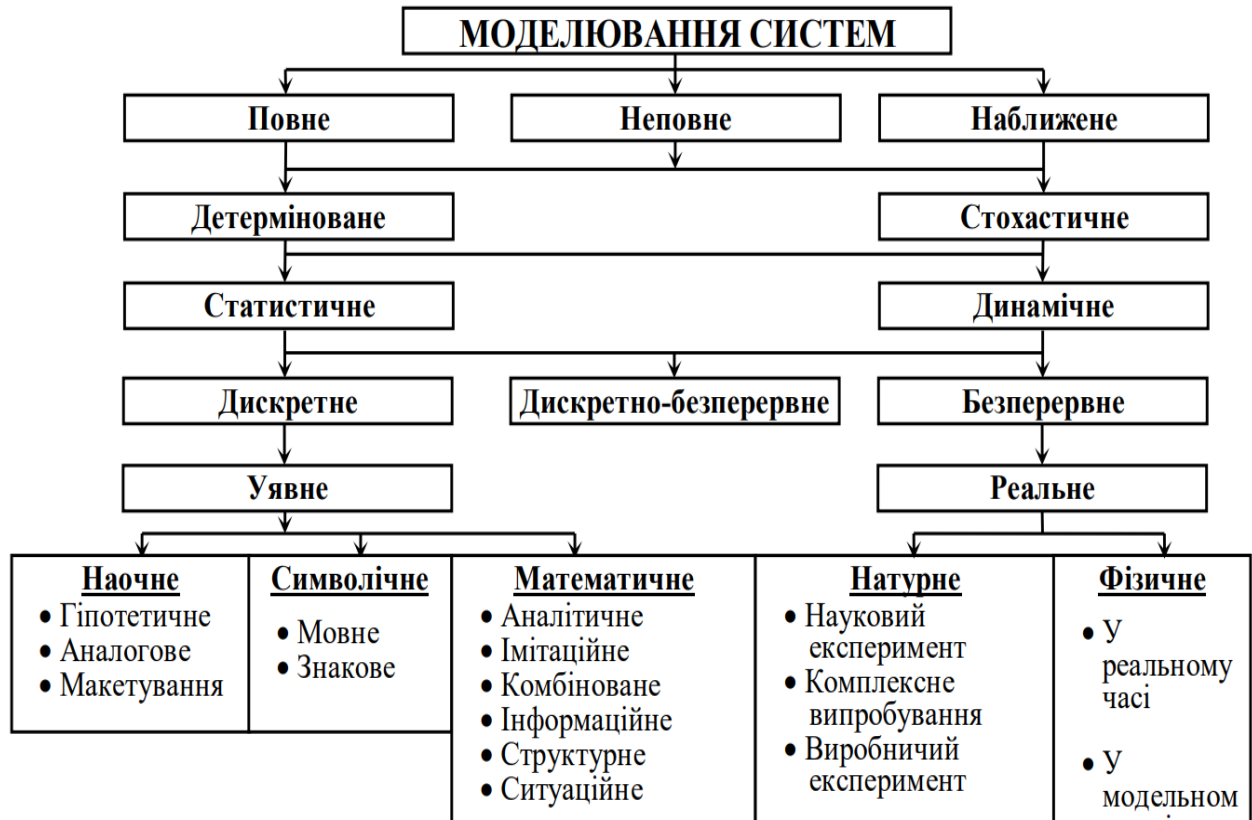 МОДЕЛЮВАННЯ СИСТЕМ
Повне
Неповне
Наближене
Детерміноване
Стохастичне
Статистичне
Динамічне
Дискретне
Дискретно-безперервне
Безперервне
Уявне
Реальне
Наочне
• Гіпотетичне
• Аналогове
• Макетування
Символічне
• Мовне
• Знакове
Математичне
• Аналітичне
• Імітаційне
• Комбіноване
• Інформаційне
• Структурне
• Ситуаційне
Натурне
• Науковий
експеримент
• Комплексне
випробування
• Виробничий
експеримент
Фізичне
• У
реальному
часі
• У
модельном